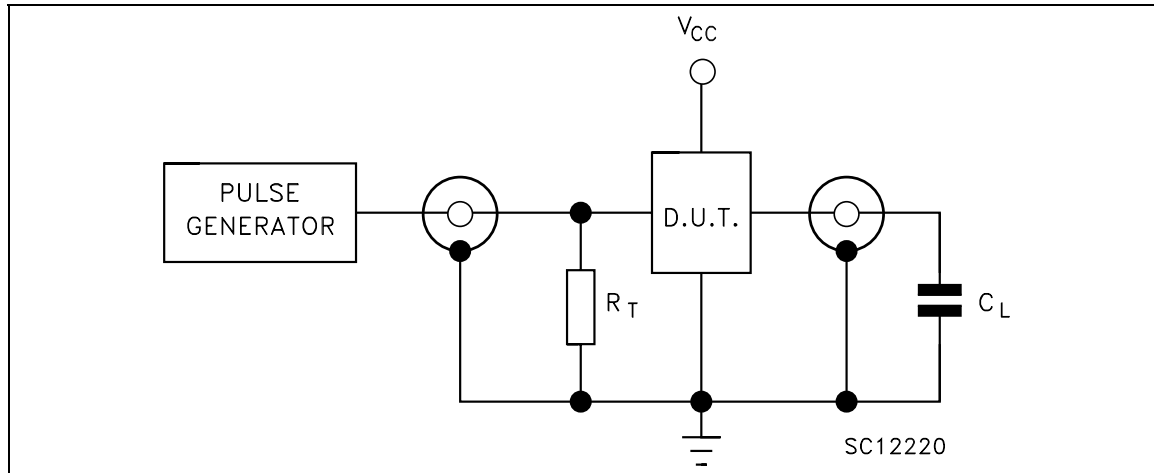 VCC
PULSE
GENERATOR
D.U.T.
RT
CL
SC12220